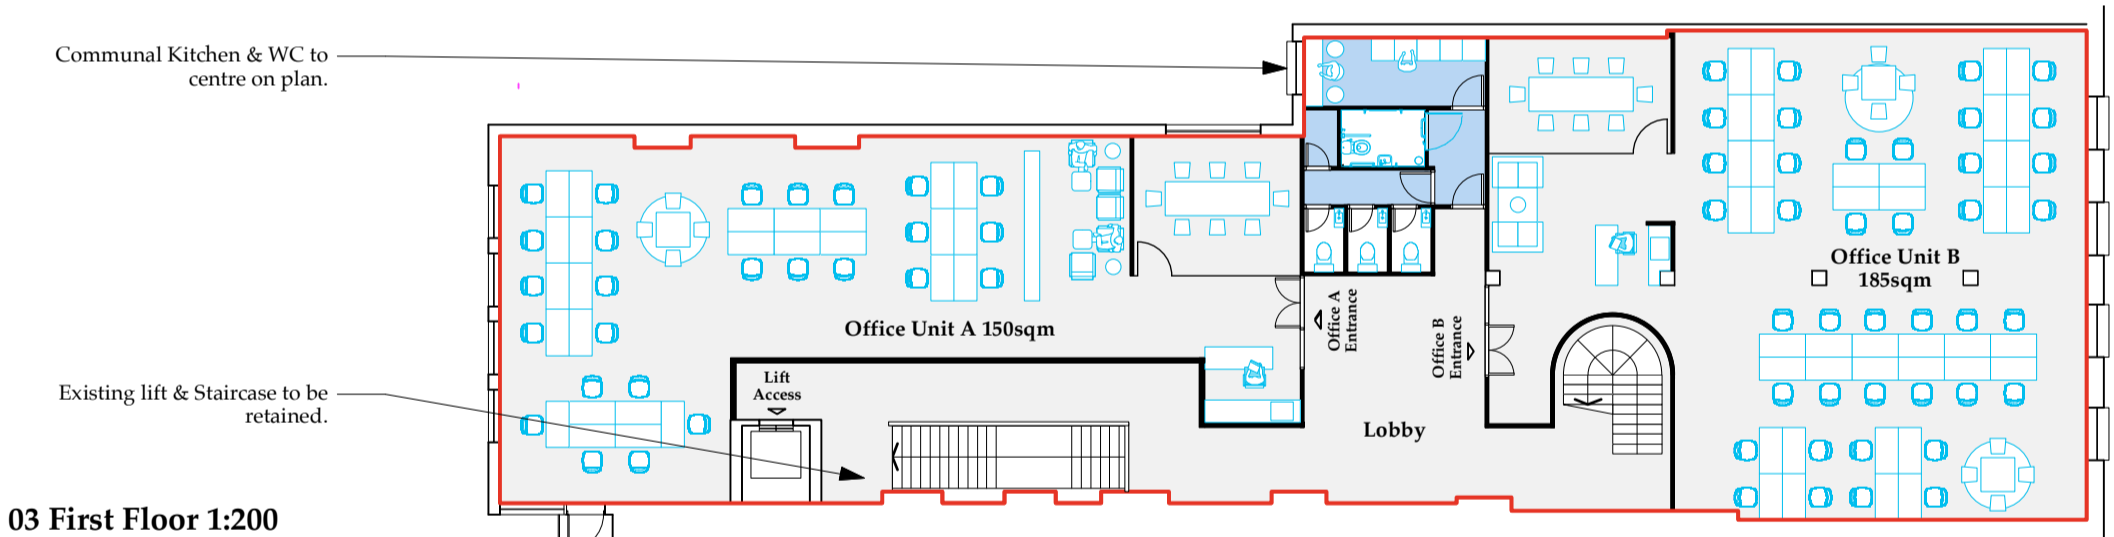 Communal Kitchen & WC to
centre on plan.
Office Unit B
185sqm
Office A
Entrance
Office B
Entrance
Office Unit A 150sqm
Lift
Access
Existing lift & Staircase to be
retained.
Lobby
03 First Floor 1:200